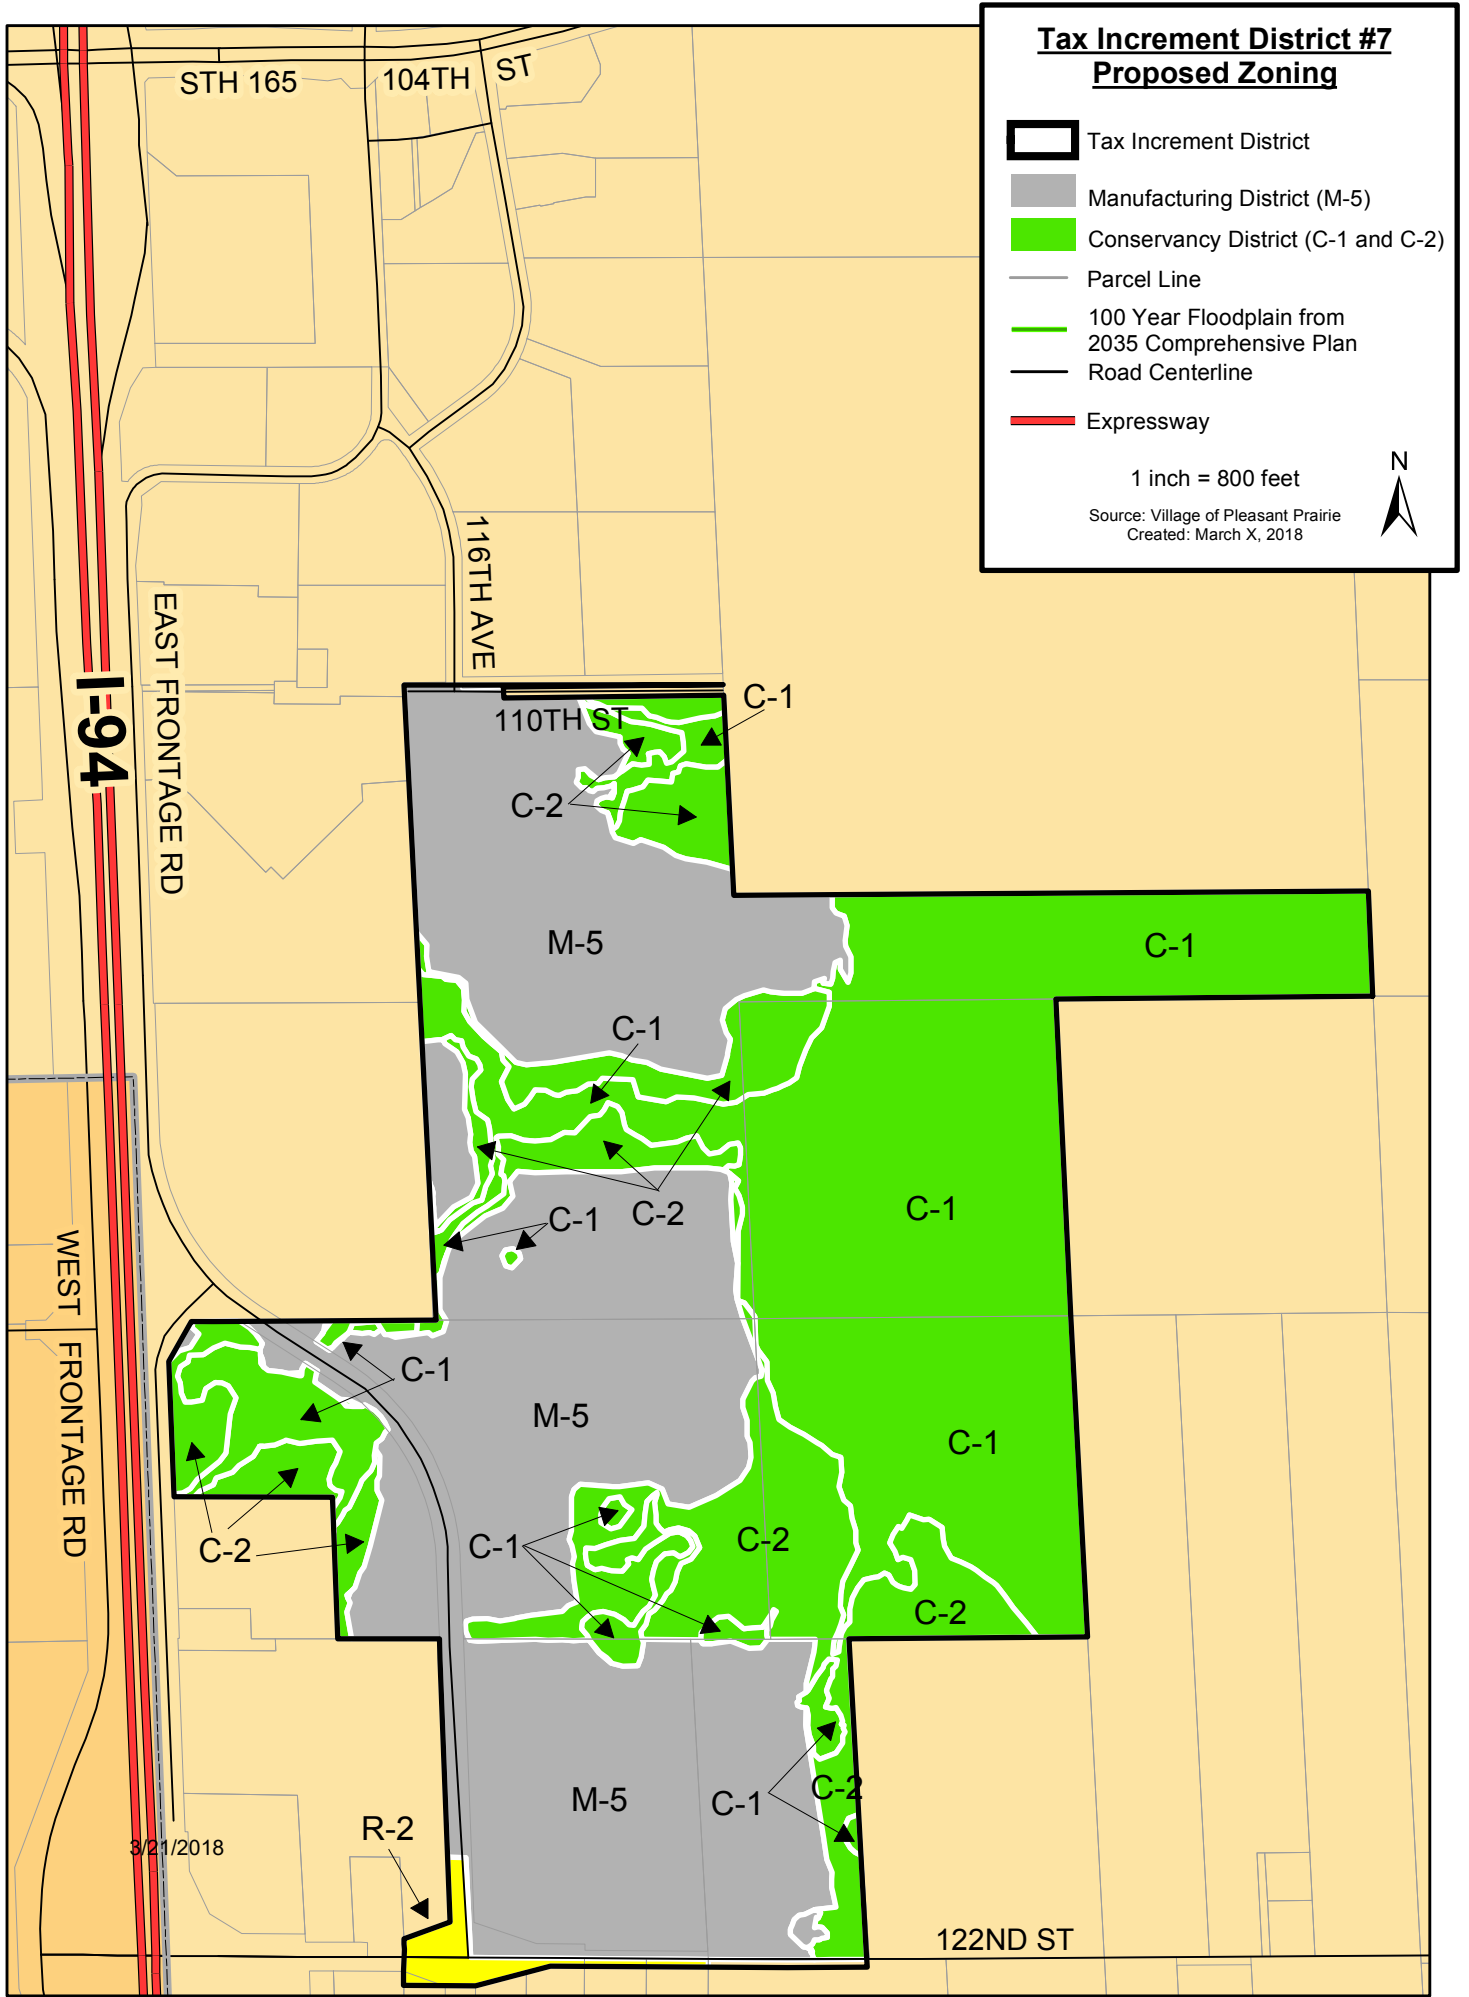 Tax Increment District #7
Proposed Zoning
Tax Increment District
Manufacturing District (M-5)
Conservancy District (C-1 and C-2)
Parcel Line
100 Year Floodplain from
2035 Comprehensive Plan
Road Centerline
Expressway
1 inch = 800 feet
N
Source: Village of Pleasant Prairie
Created: March X, 2018
STH 165
104TH ST
116TH AVE
EAST FRONTAGE RD
I-94
110TH ST
C-1
C-2
M-5
C-1
C-1
C-2
C-1
C-1
C-1
M-5
C-1
WEST FRONTAGE RD
C-2
C-1
C-2
C-2
M-5
C-1
C-2
R-2
3/21/2018
122ND ST